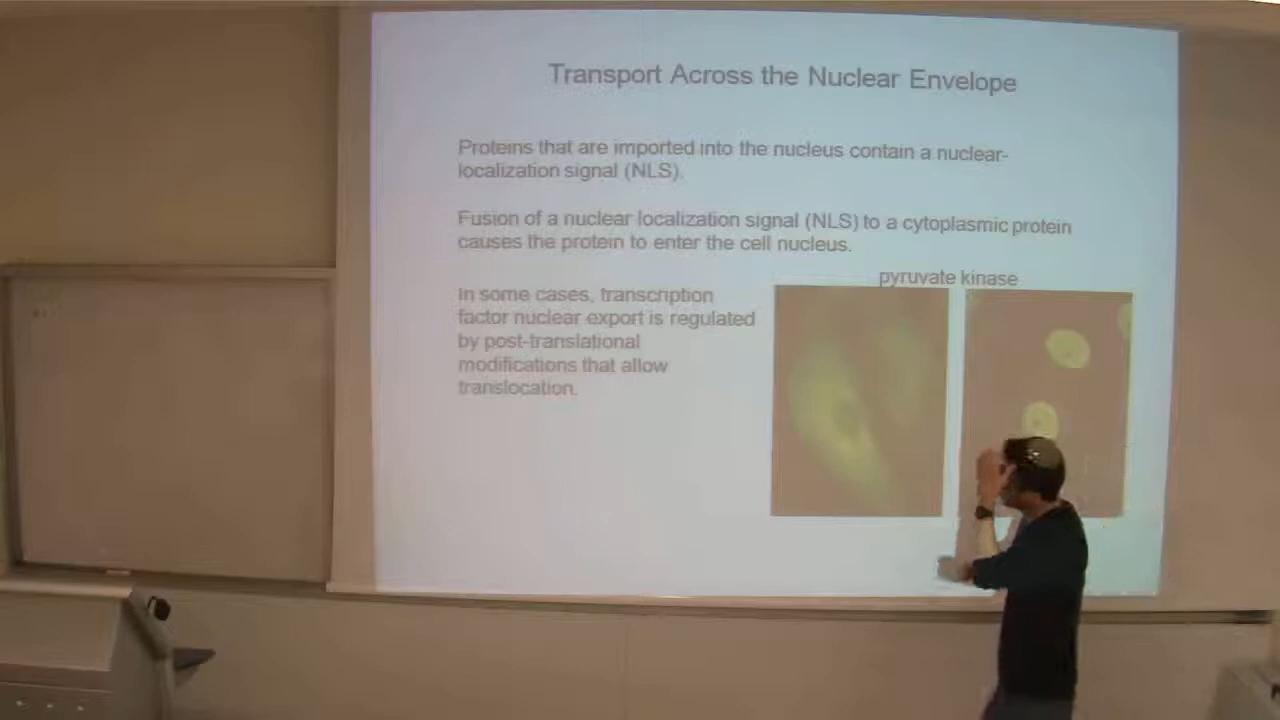 Transport Across the Nuclear Envelope
Proteins that are imported into the nucleus contain a nuclear-
localization signal (NLS).
Fusion of a nuclear localization signal (NLS) to a cytoplasmic protein
causes the protein to enter the cell nucleus.
pyruvate kinase
In some cases, transcription
factor nuclear export is regulated
by post-translational
modifications that allow
translocation.